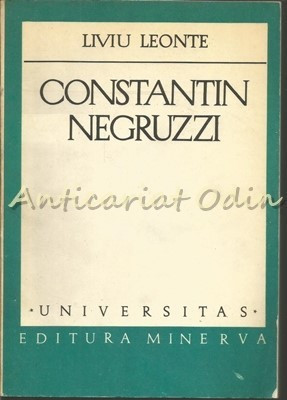 LIVIU LEONTE
CONSTANTIN
NEGRUZZI
Anticariat Odin
• UNIVERSITAS •
EDITURA MINERVA